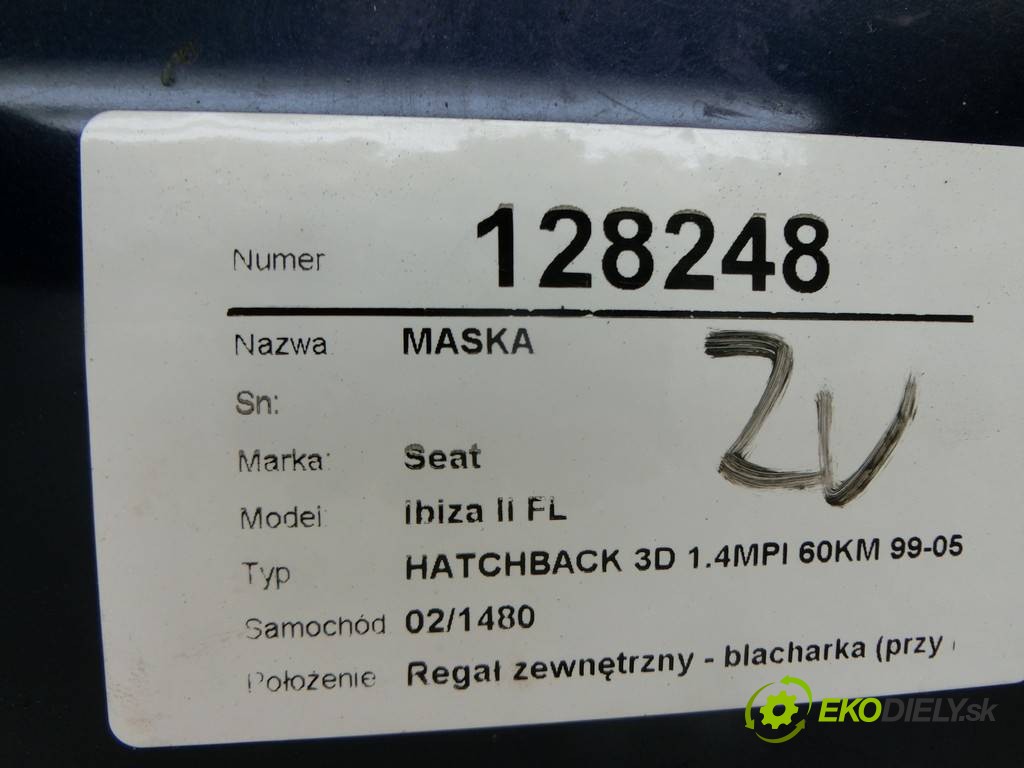 Numer 128248
Nazwa MASKA
Sn:
Marka: Seat
Model Ibiza II FL
Typ HATCHBACK 3D 1.4MPI 60KM 99-05
Samochód 02/1480
Położenie Regał zewnętrzny - blacharka (przy
EKODIELY.sk